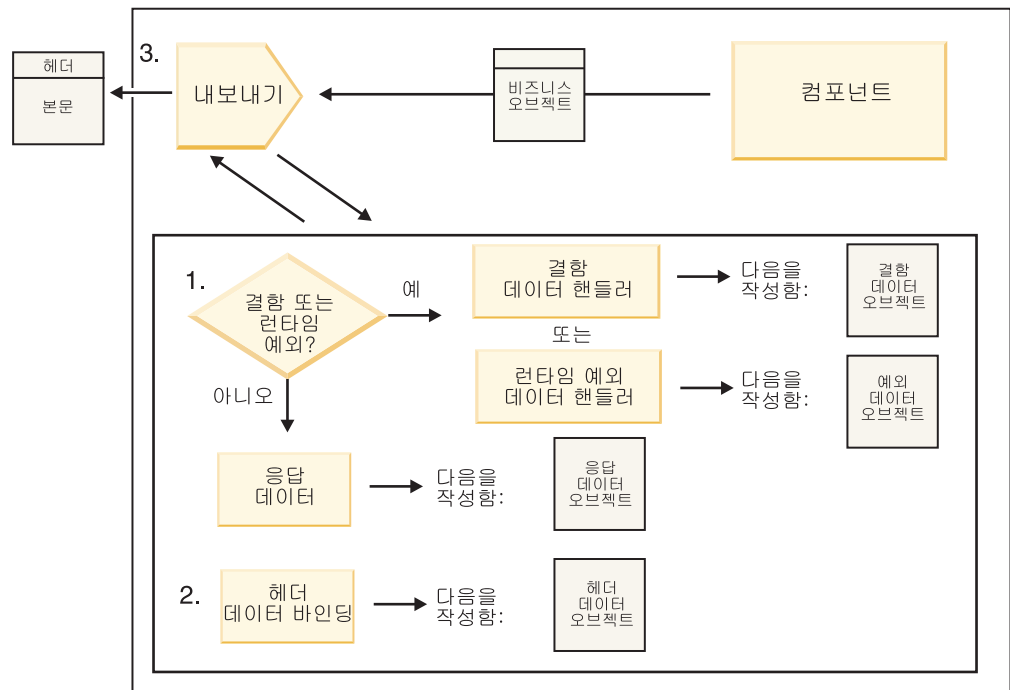 헤더
본문
3.
내보내기
비즈니스
오브젝트
컴포넌트
1.
결함 또는
런타임
예외?
예
결함
데이터 핸들러
다음을
작성함:
결함
데이터
오브젝트
또는
런타임 예외
데이터 핸들러
다음을
작성함:
예외
데이터
오브젝트
아니오
응답
데이터
다음을
작성함:
응답
데이터
오브젝트
2.
헤더
데이터 바인딩
다음을
작성함:
헤더
데이터
오브젝트